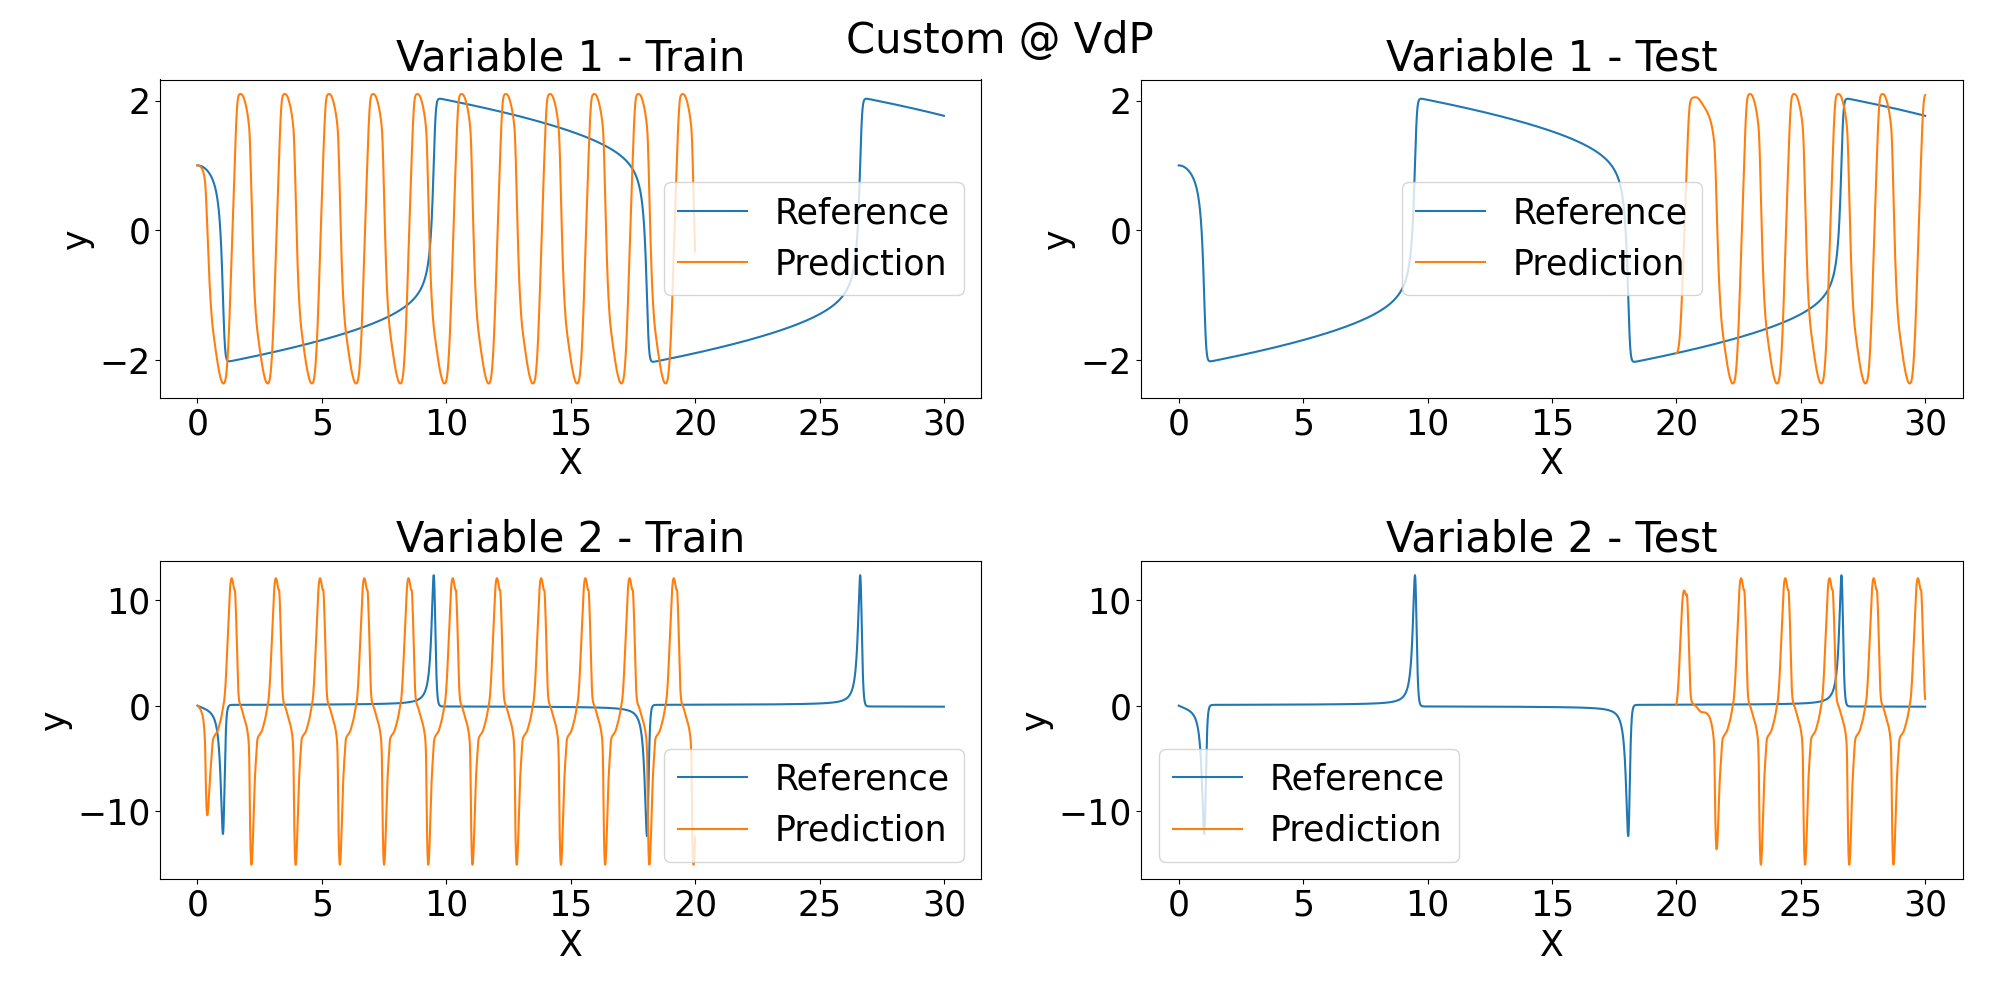 Custom @ VdP
Variable 1 - Train
2
0
−2
y
0 5 10 15 20 25 30
X
Reference
Prediction
Variable 1 - Test
2
0
−2
y
0 5 10 15 20 25 30
X
Reference
Prediction
Variable 2 - Train
10
0
−10
y
0 5 10 15 20 25 30
X
Reference
Prediction
Variable 2 - Test
10
0
−10
y
0 5 10 15 20 25 30
X
Reference
Prediction